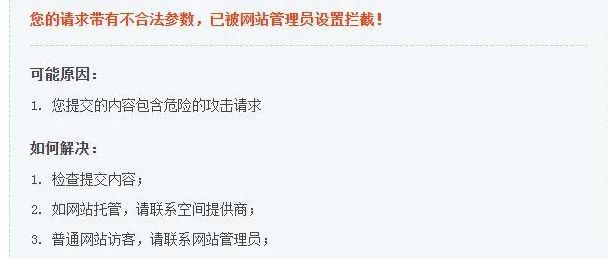 您的请求带有不合法参数，已被网站管理员设置拦截！
可能原因：
1. 您提交的内容包含危险的攻击请求
如何解决：
1. 检查提交内容；
2. 如网站托管，请联系空间提供商；
3. 普通网站访客，请联系网站管理员；